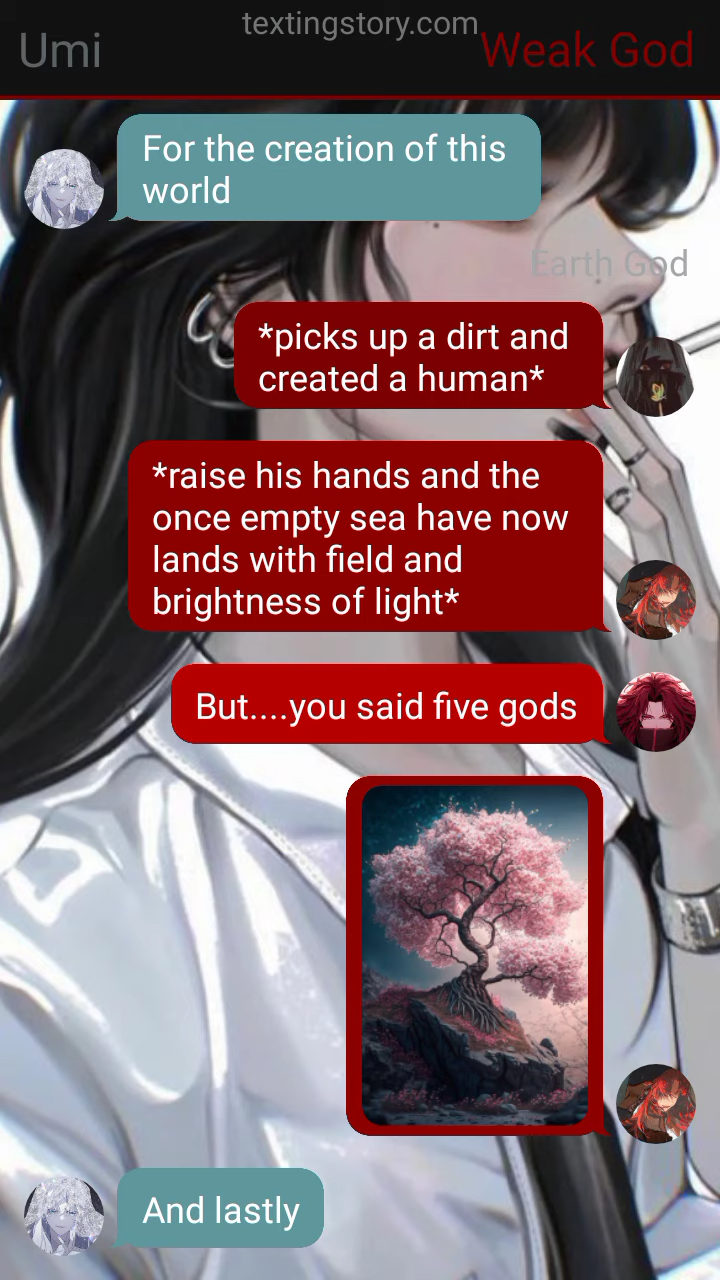 textingstory.com
Umi
Weak God
For the creation of this
world
Earth God
*picks up a dirt and
created a human*
*raise his hands and the
once empty sea have now
lands with field and
brightness of light*
But....you said five gods
And lastly